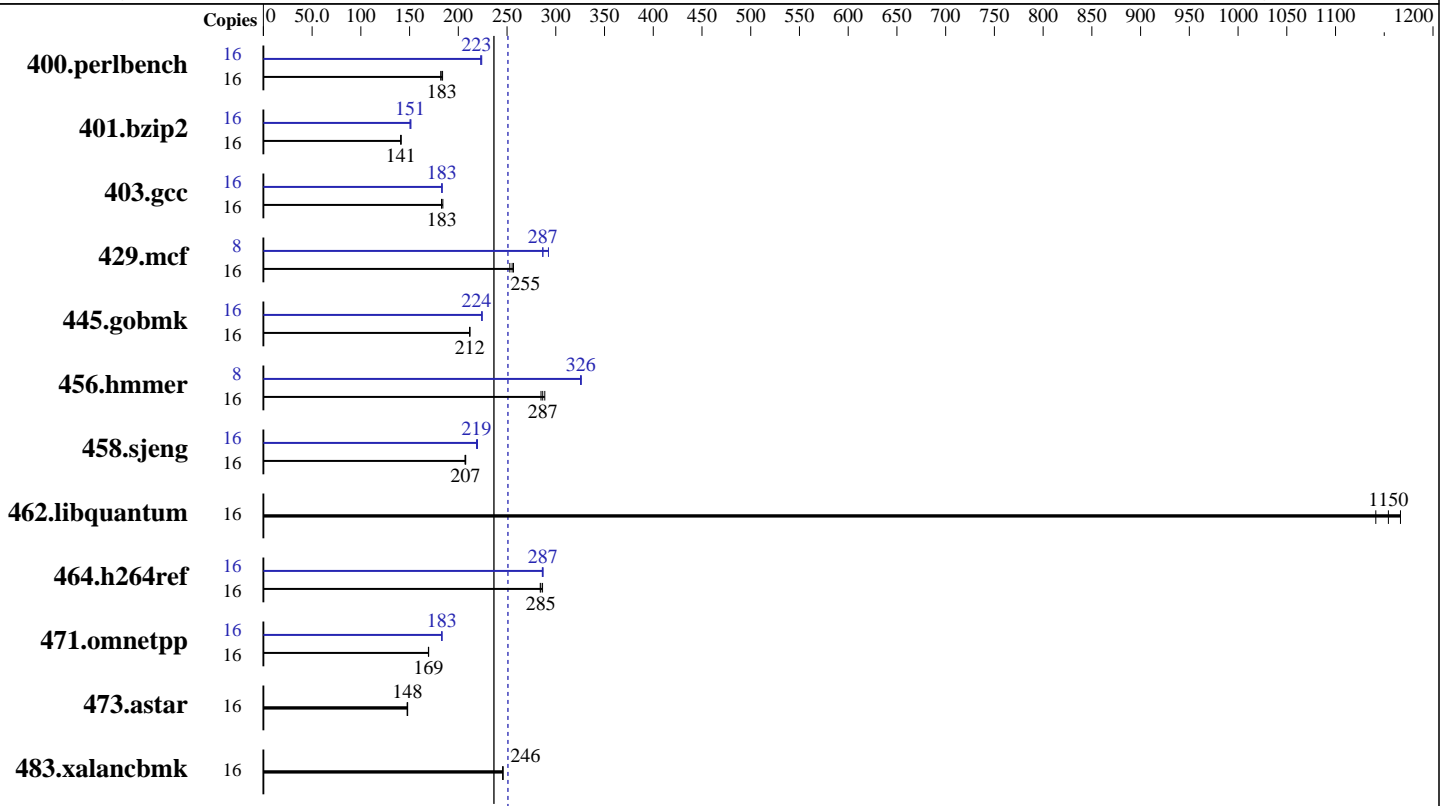 Copies 0 50.0 100 150 200 250 300 350 400 450 500 550 600 650 700 750 800 850 900 950 1000 1050 1100 1200
400.perlbench 16 223
16 183
401.bzip2 16 151
16 141
403.gcc 16 183
16 183
429.mcf 8 287
16 255
445.gobmk 16 224
16 212
456.hmmer 8 326
16 287
458.sjeng 16 219
16 207
462.libquantum 16 1150
464.h264ref 16 287
16 285
471.omnetpp 16 183
16 169
473.astar 16 148
483.xalancbmk 16 246